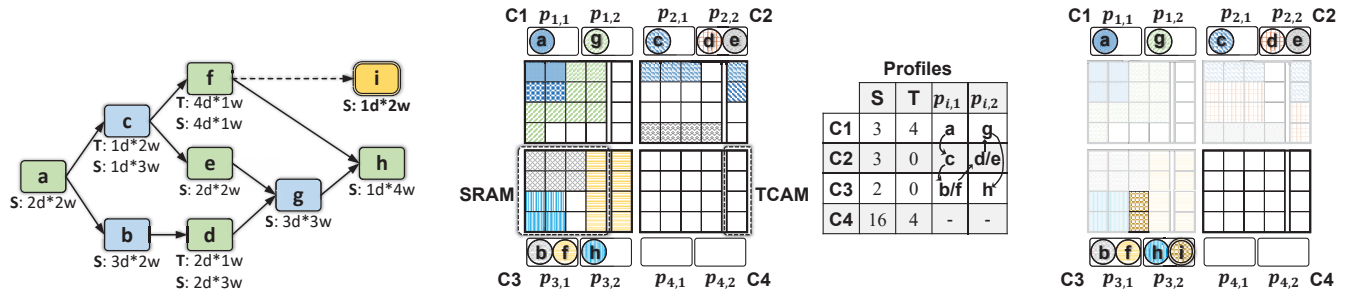 f
T: 4d*1w
S: 4d*1w
i
S: 1d*2w
c
T: 1d*2w
S: 1d*3w
e
S: 2d*2w
h
S: 1d*4w
a
S: 2d*2w
g
S: 3d*3w
b
S: 3d*2w
d
T: 2d*1w
S: 2d*3w
C1 p1,1 p1,2 p2,1 p2,2 C2
a g c d e
SRAM TCAM
b f h
C3 p3,1 p3,2 p4,1 p4,2 C4
Profiles
S T pi,1 pi,2
C1 3 4 a g
C2 3 0 c d/e
C3 2 0 b/f h
C4 16 4 - -
C1 p1,1 p1,2 p2,1 p2,2 C2
a g c d e
b f h i
C3 p3,1 p3,2 p4,1 p4,2 C4